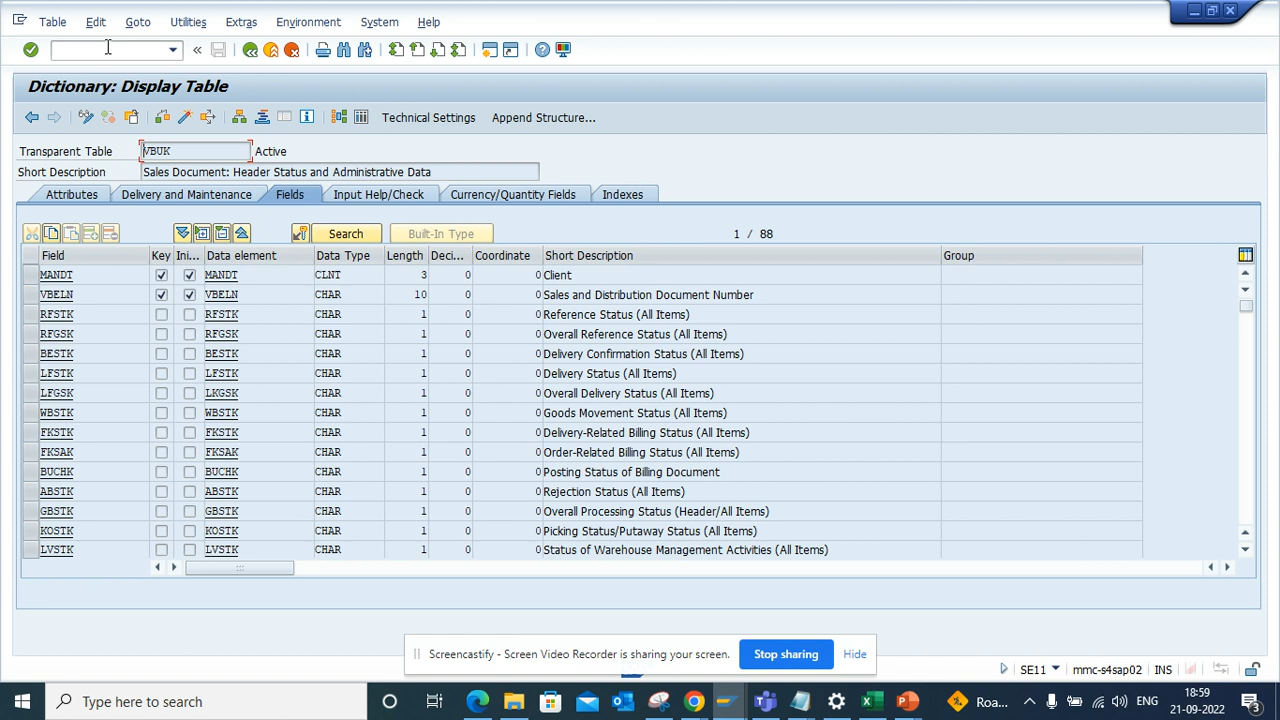 Table Edit Goto Utilities Extras Environment System Help
Dictionary: Display Table
Technical Settings Append Structure...
Transparent Table VBUK Active
Short Description Sales Document: Header Status and Administrative Data
Attributes Delivery and Maintenance Fields Input Help/Check Currency/Quantity Fields Indexes
Search Built-In Type 1 / 88
Field Key Ini... Data element Data Type Length Deci... Coordinate Short Description Group
MANDT MANDT CLNT 3 0 0 Client
VBELN VBELN CHAR 10 0 0 Sales and Distribution Document Number
RFSTK RFSTK CHAR 1 0 0 Reference Status (All Items)
RFGSK RFGSK CHAR 1 0 0 Overall Reference Status (All Items)
BESTK BESTK CHAR 1 0 0 Delivery Confirmation Status (All Items)
LFSTK LFSTK CHAR 1 0 0 Delivery Status (All Items)
LFGSK LKGSK CHAR 1 0 0 Overall Delivery Status (All Items)
WBSTK WBSTK CHAR 1 0 0 Goods Movement Status (All Items)
FKSTK FKSTK CHAR 1 0 0 Delivery-Related Billing Status (All Items)
FKSAK FKSAK CHAR 1 0 0 Order-Related Billing Status (All Items)
BUCHK BUCHK CHAR 1 0 0 Posting Status of Billing Document
ABSTK ABSTK CHAR 1 0 0 Rejection Status (All Items)
GBSTK GBSTK CHAR 1 0 0 Overall Processing Status (Header/All Items)
KOSTK KOSTK CHAR 1 0 0 Picking Status/Putaway Status (All Items)
LVSTK LVSTK CHAR 1 0 0 Status of Warehouse Management Activities (All Items)
Screencastify - Screen Video Recorder is sharing your screen. Stop sharing Hide
SE11 mmc-s4sap02 INS
Type here to search Roa... ENG 18:59
21-09-2022 3